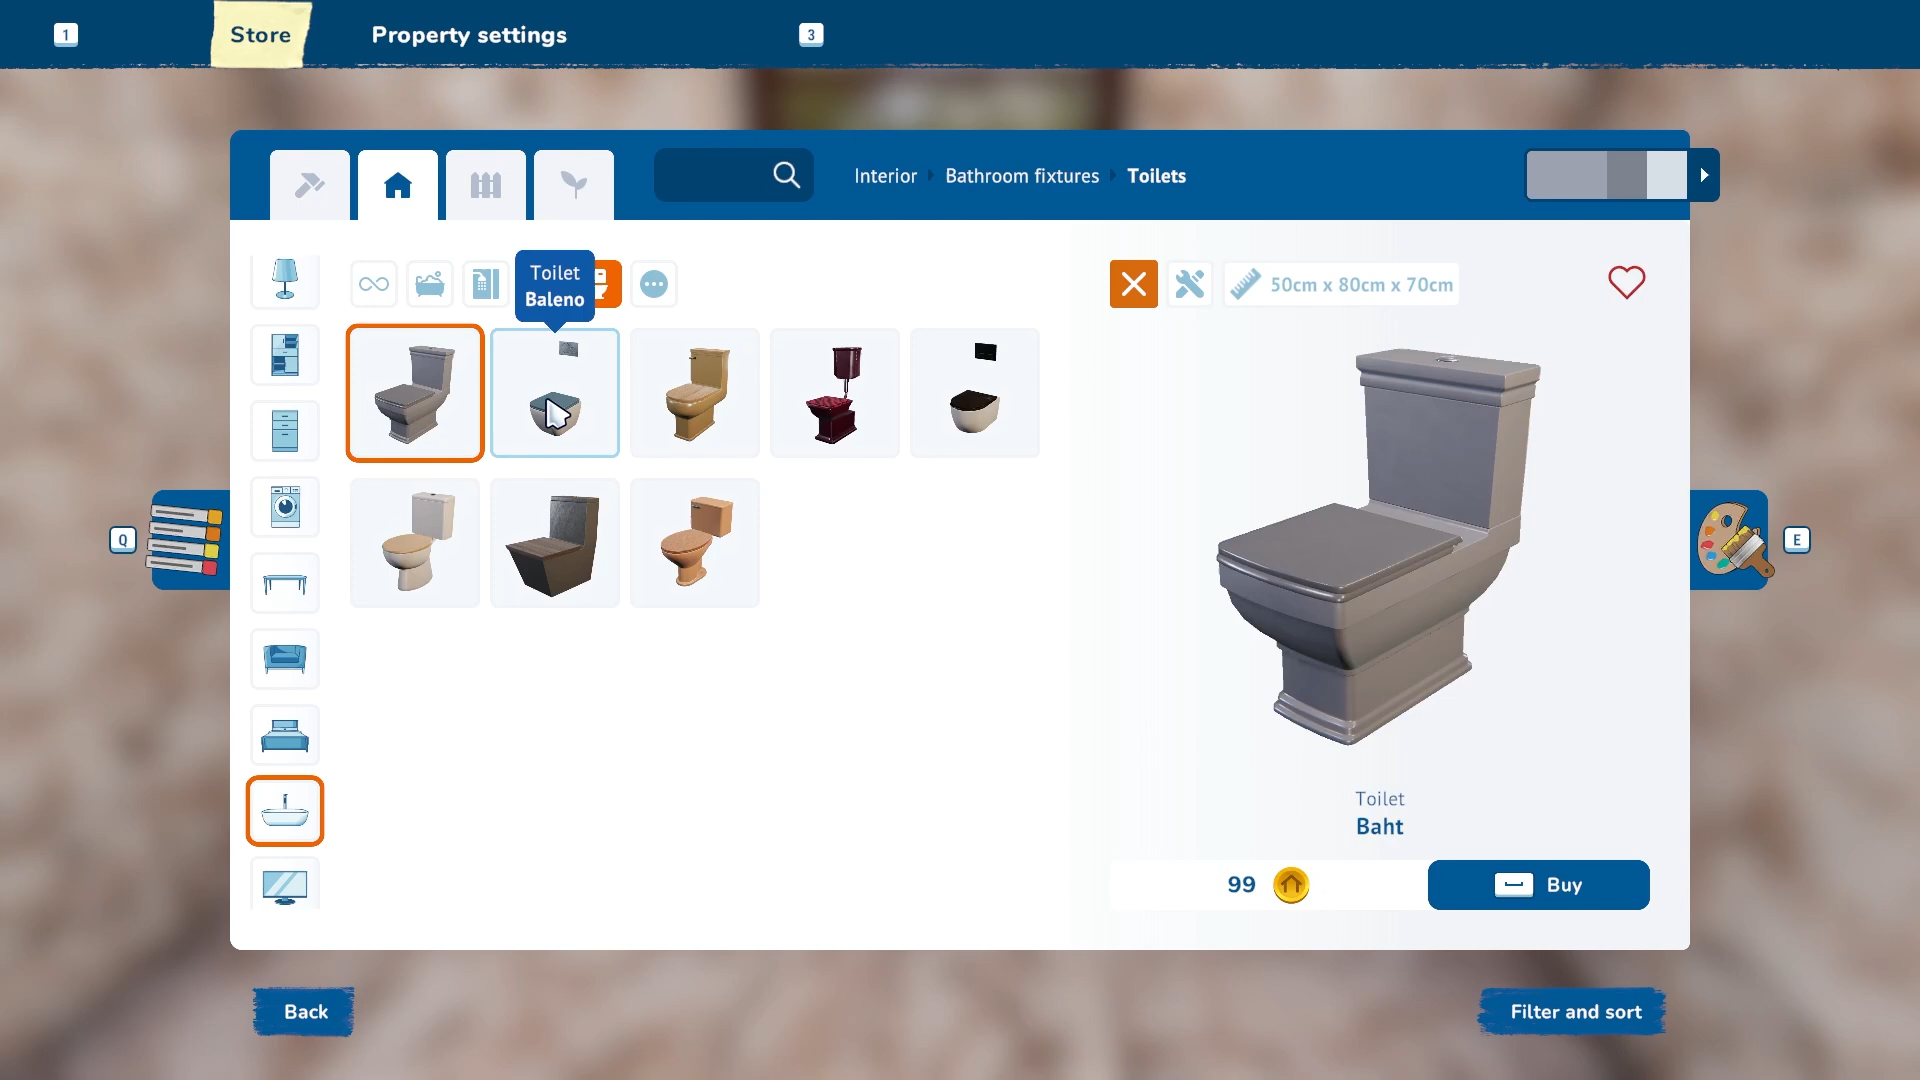 1
Store
Property settings
3
Interior
Bathroom fixtures
Toilets
Toilet
Baleno
50cm x 80cm x 70cm
Q
E
Toilet
Baht
99
Buy
Back
Filter and sort